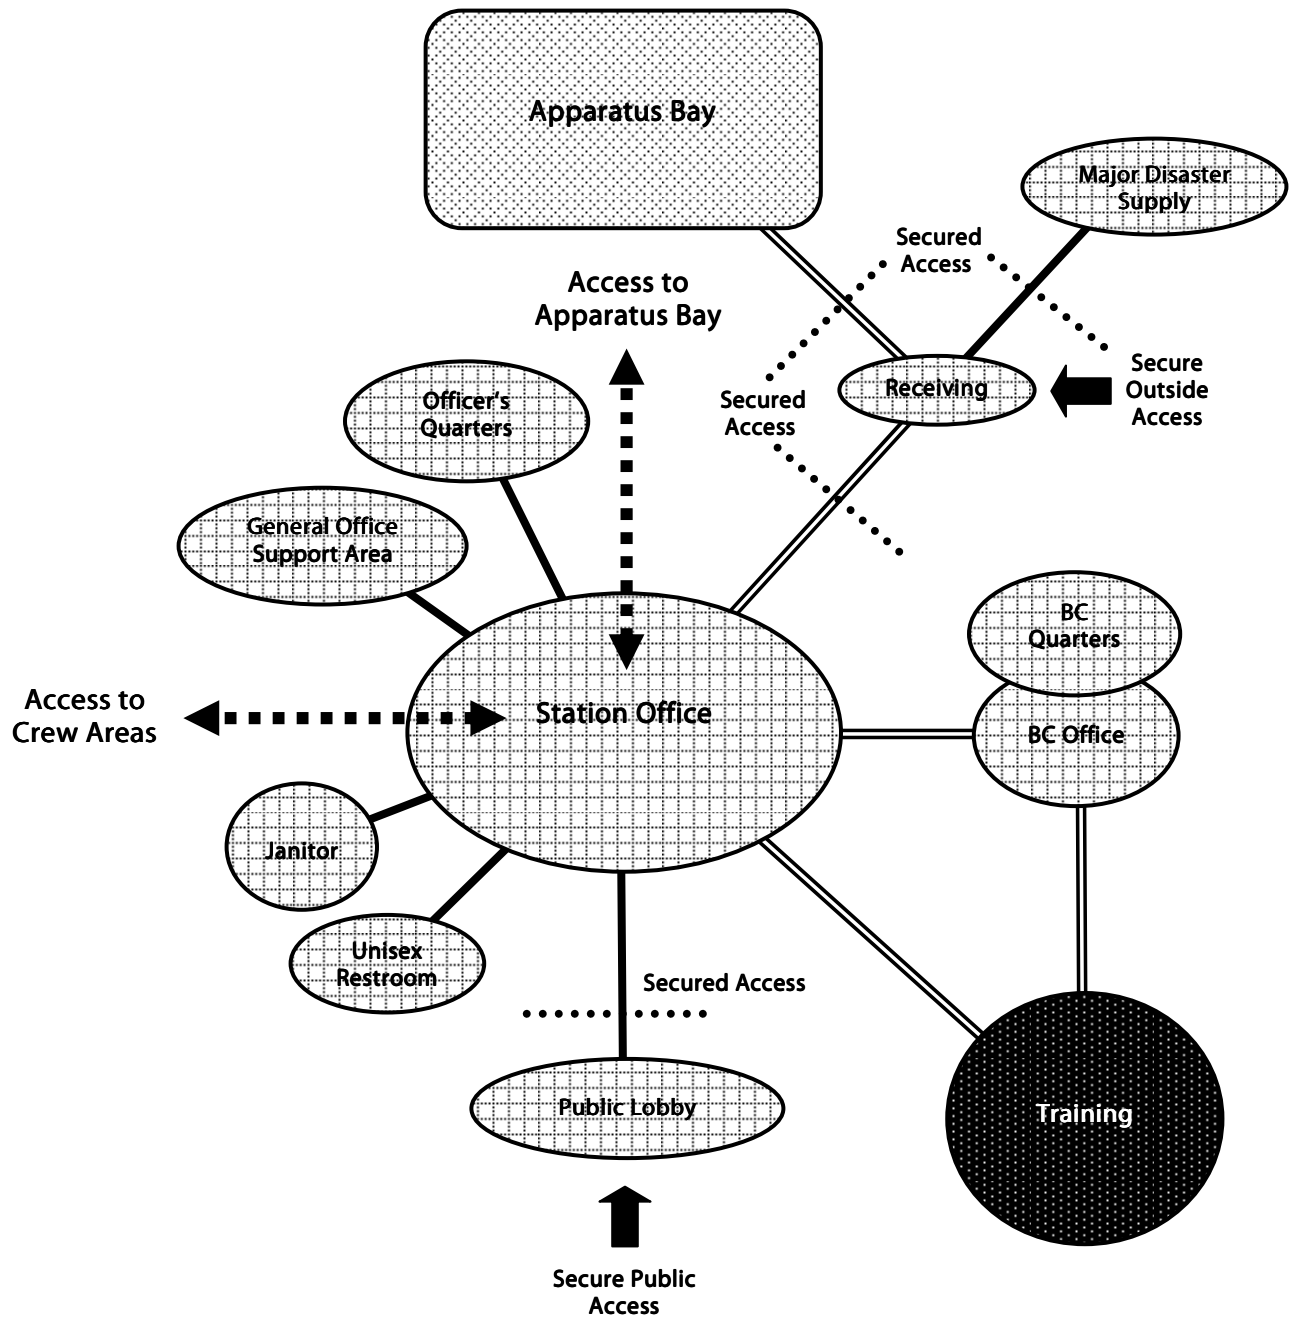 Apparatus Bay
Major Disaster
Supply
Secured
Access
Access to
Apparatus Bay
Secure
Outside
Access
Receiving
Secured
Access
Officer's
Quarters
General Office
Support Area
BC
Quarters
Access to
Crew Areas
Station Office
BC Office
Janitor
Unisex
Restroom
Secured Access
Public Lobby
Training
Secure Public
Access